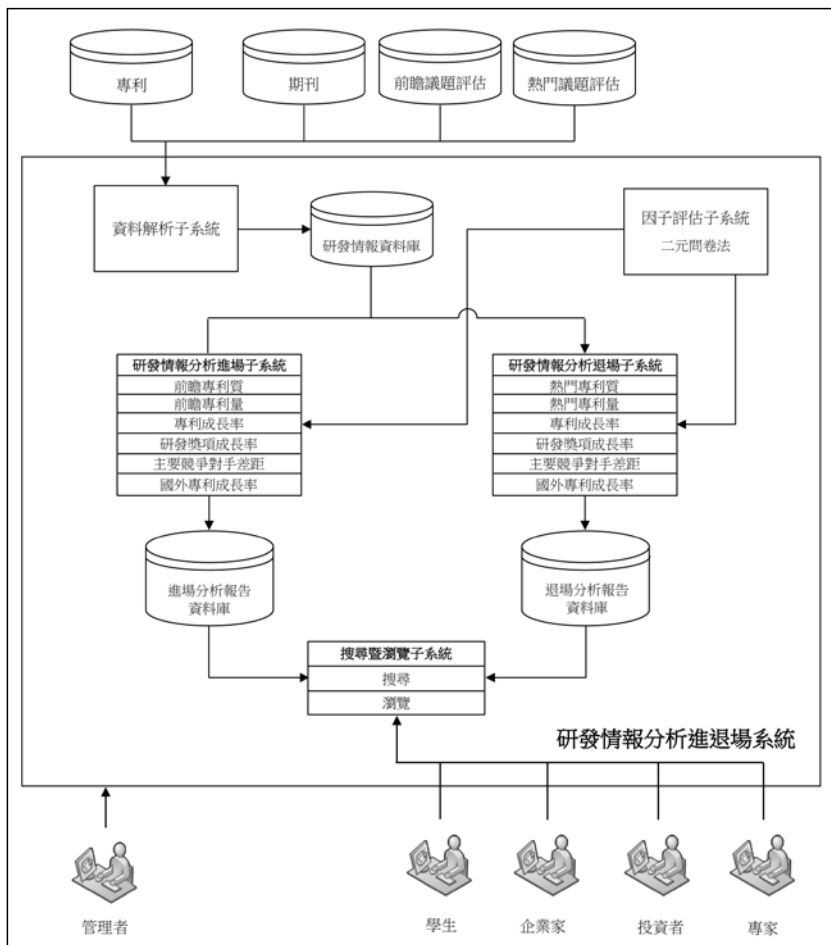 專利
期刊
前瞻議題評估
熱門議題評估
資料解析子系統
研發情報資料庫
因子評估子系統
二元問卷法
研發情報分析進場子系統
前瞻專利質
前瞻專利量
專利成長率
研發獎項成長率
主要競爭對手差距
國外專利成長率
研發情報分析退場子系統
熱門專利質
熱門專利量
專利成長率
研發獎項成長率
主要競爭對手差距
國外專利成長率
進場分析報告
資料庫
退場分析報告
資料庫
搜尋暨瀏覽子系統
搜尋
瀏覽
研發情報分析進退場系統
管理者
學生
企業家
投資者
專家